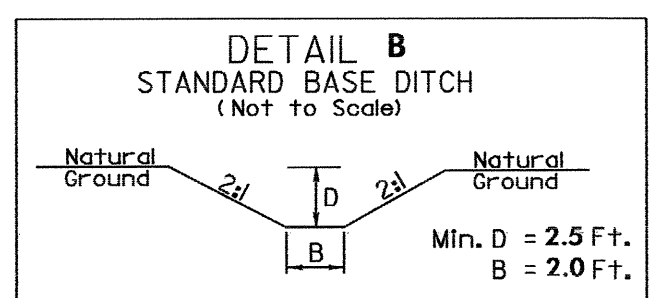 DETAIL B
STANDARD BASE DITCH
(Not to Scale)
Natural
Ground
2:1
D
2:1
Natural
Ground
B
Min. D = 2.5 Ft.
B = 2.0 Ft.